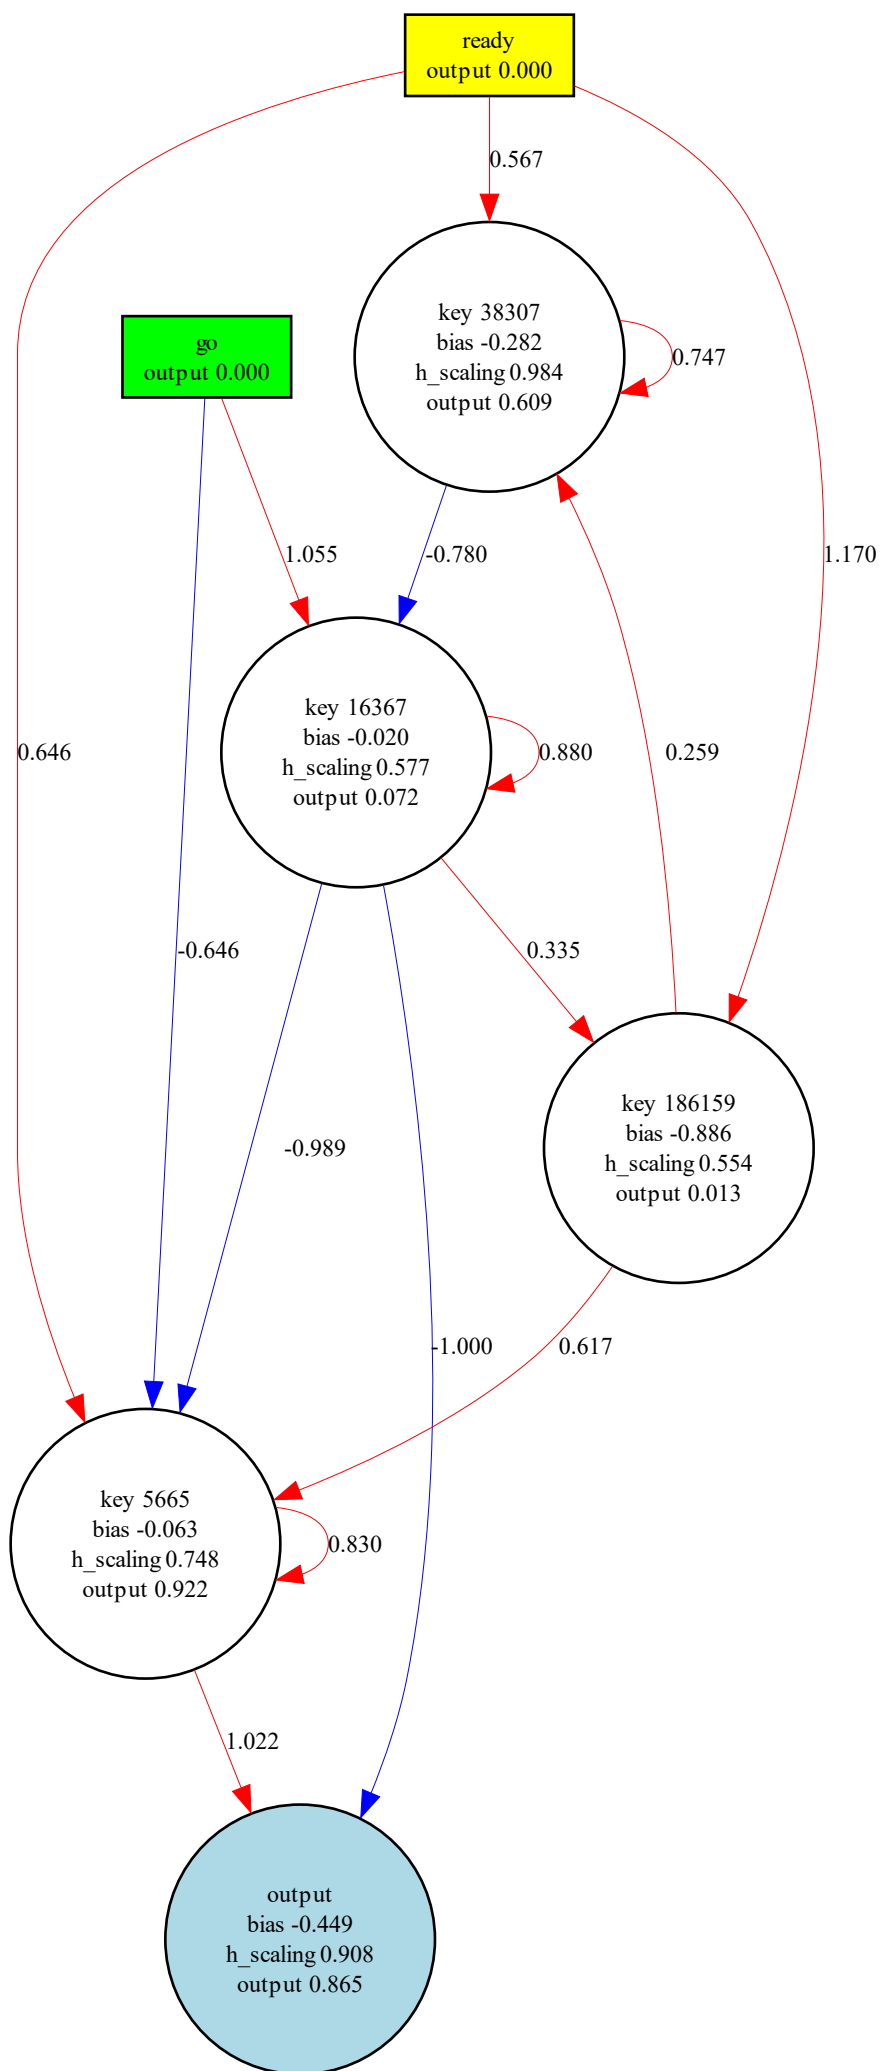 ready
output 0.000
0.567
go
output 0.000
key 38307
bias -0.282
h_scaling 0.984
output 0.609
0.747
1.055
-0.780
1.170
0.646
key 16367
bias -0.020
h_scaling 0.577
output 0.072
0.880
0.259
-0.646
0.335
-0.989
key 186159
bias -0.886
h_scaling 0.554
output 0.013
-1.000
0.617
key 5665
bias -0.063
h_scaling 0.748
output 0.922
0.830
1.022
output
bias -0.449
h_scaling 0.908
output 0.865